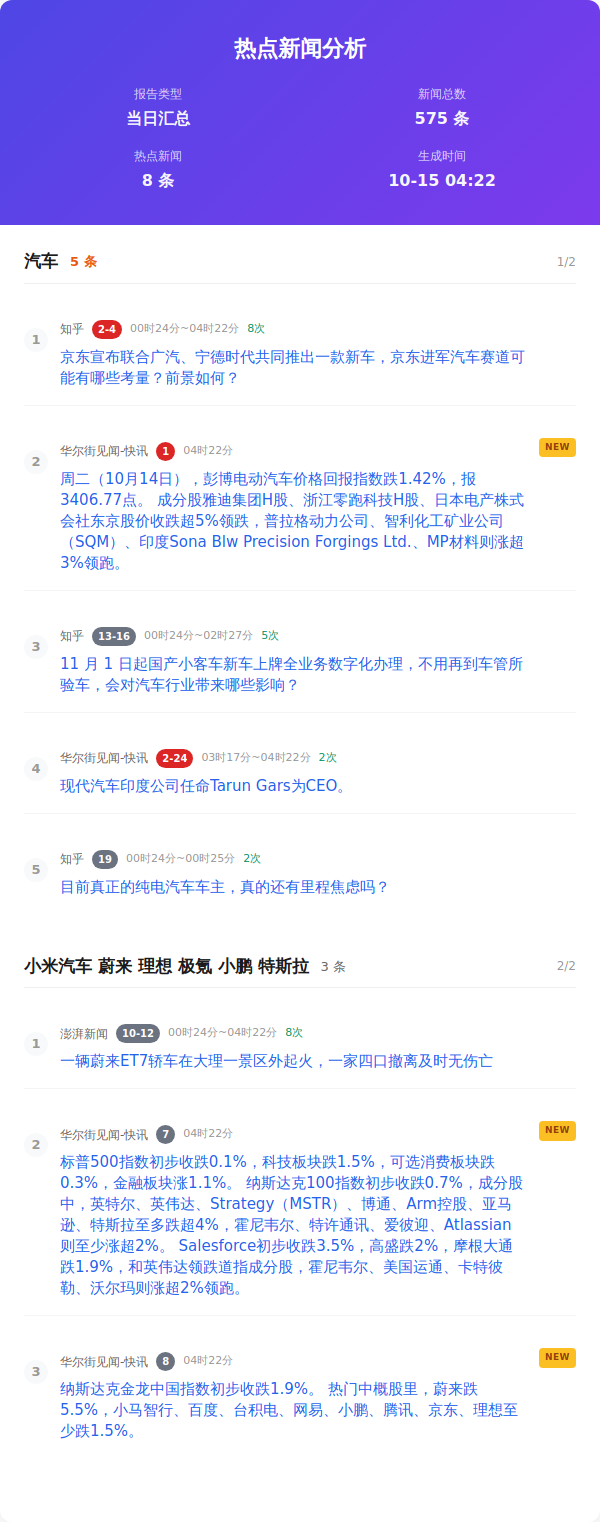 热点新闻分析
报告类型
当日汇总
新闻总数
575 条
热点新闻
8 条
生成时间
10-15 04:22
汽车 5 条 1/2
1
知乎 2-4 00时24分~04时22分 8次
京东宣布联合广汽、宁德时代共同推出一款新车，京东进军汽车赛道可
能有哪些考量？前景如何？
2
华尔街见闻-快讯 1 04时22分 NEW
周二（10月14日），彭博电动汽车价格回报指数跌1.42%，报
3406.77点。 成分股雅迪集团H股、浙江零跑科技H股、日本电产株式
会社东京股价收跌超5%领跌，普拉格动力公司、智利化工矿业公司
（SQM）、印度Sona Blw Precision Forgings Ltd.、MP材料则涨超
3%领跑。
3
知乎 13-16 00时24分~02时27分 5次
11 月 1 日起国产小客车新车上牌全业务数字化办理，不用再到车管所
验车，会对汽车行业带来哪些影响？
4
华尔街见闻-快讯 2-24 03时17分~04时22分 2次
现代汽车印度公司任命Tarun Gars为CEO。
5
知乎 19 00时24分~00时25分 2次
目前真正的纯电汽车车主，真的还有里程焦虑吗？
小米汽车 蔚来 理想 极氪 小鹏 特斯拉 3 条 2/2
1
澎湃新闻 10-12 00时24分~04时22分 8次
一辆蔚来ET7轿车在大理一景区外起火，一家四口撤离及时无伤亡
2
华尔街见闻-快讯 7 04时22分 NEW
标普500指数初步收跌0.1%，科技板块跌1.5%，可选消费板块跌
0.3%，金融板块涨1.1%。 纳斯达克100指数初步收跌0.7%，成分股
中，英特尔、英伟达、Strategy（MSTR）、博通、Arm控股、亚马
逊、特斯拉至多跌超4%，霍尼韦尔、特许通讯、爱彼迎、Atlassian
则至少涨超2%。 Salesforce初步收跌3.5%，高盛跌2%，摩根大通
跌1.9%，和英伟达领跌道指成分股，霍尼韦尔、美国运通、卡特彼
勒、沃尔玛则涨超2%领跑。
3
华尔街见闻-快讯 8 04时22分 NEW
纳斯达克金龙中国指数初步收跌1.9%。 热门中概股里，蔚来跌
5.5%，小马智行、百度、台积电、网易、小鹏、腾讯、京东、理想至
少跌1.5%。